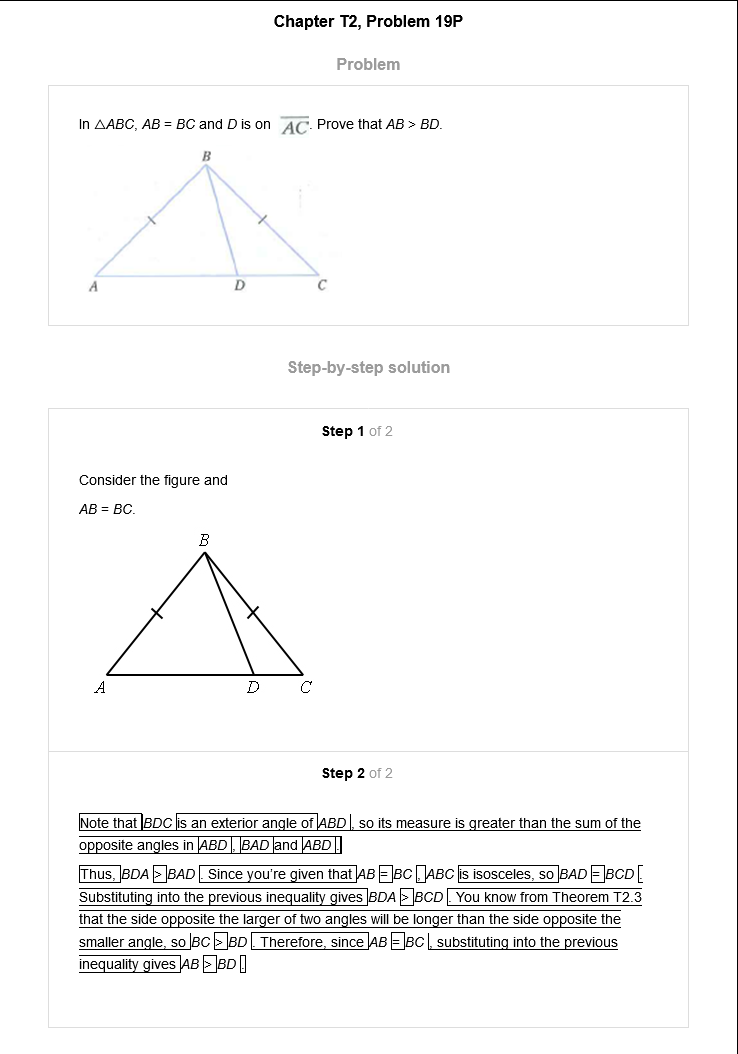 Chapter T2, Problem 19P
Problem
In △ABC, AB = BC and D is on AC. Prove that AB > BD.
B
A
D
C
Step-by-step solution
Step 1 of 2
Consider the figure and
AB = BC.
B
A
D
C
Step 2 of 2
Note that BDC is an exterior angle of ABD , so its measure is greater than the sum of the
opposite angles in ABD , BAD and ABD .
Thus, BDA > BAD . Since you're given that AB = BC , ABC is isosceles, so BAD = BCD .
Substituting into the previous inequality gives BDA > BCD . You know from Theorem T2.3
that the side opposite the larger of two angles will be longer than the side opposite the
smaller angle, so BC > BD . Therefore, since AB = BC , substituting into the previous
inequality gives AB > BD .